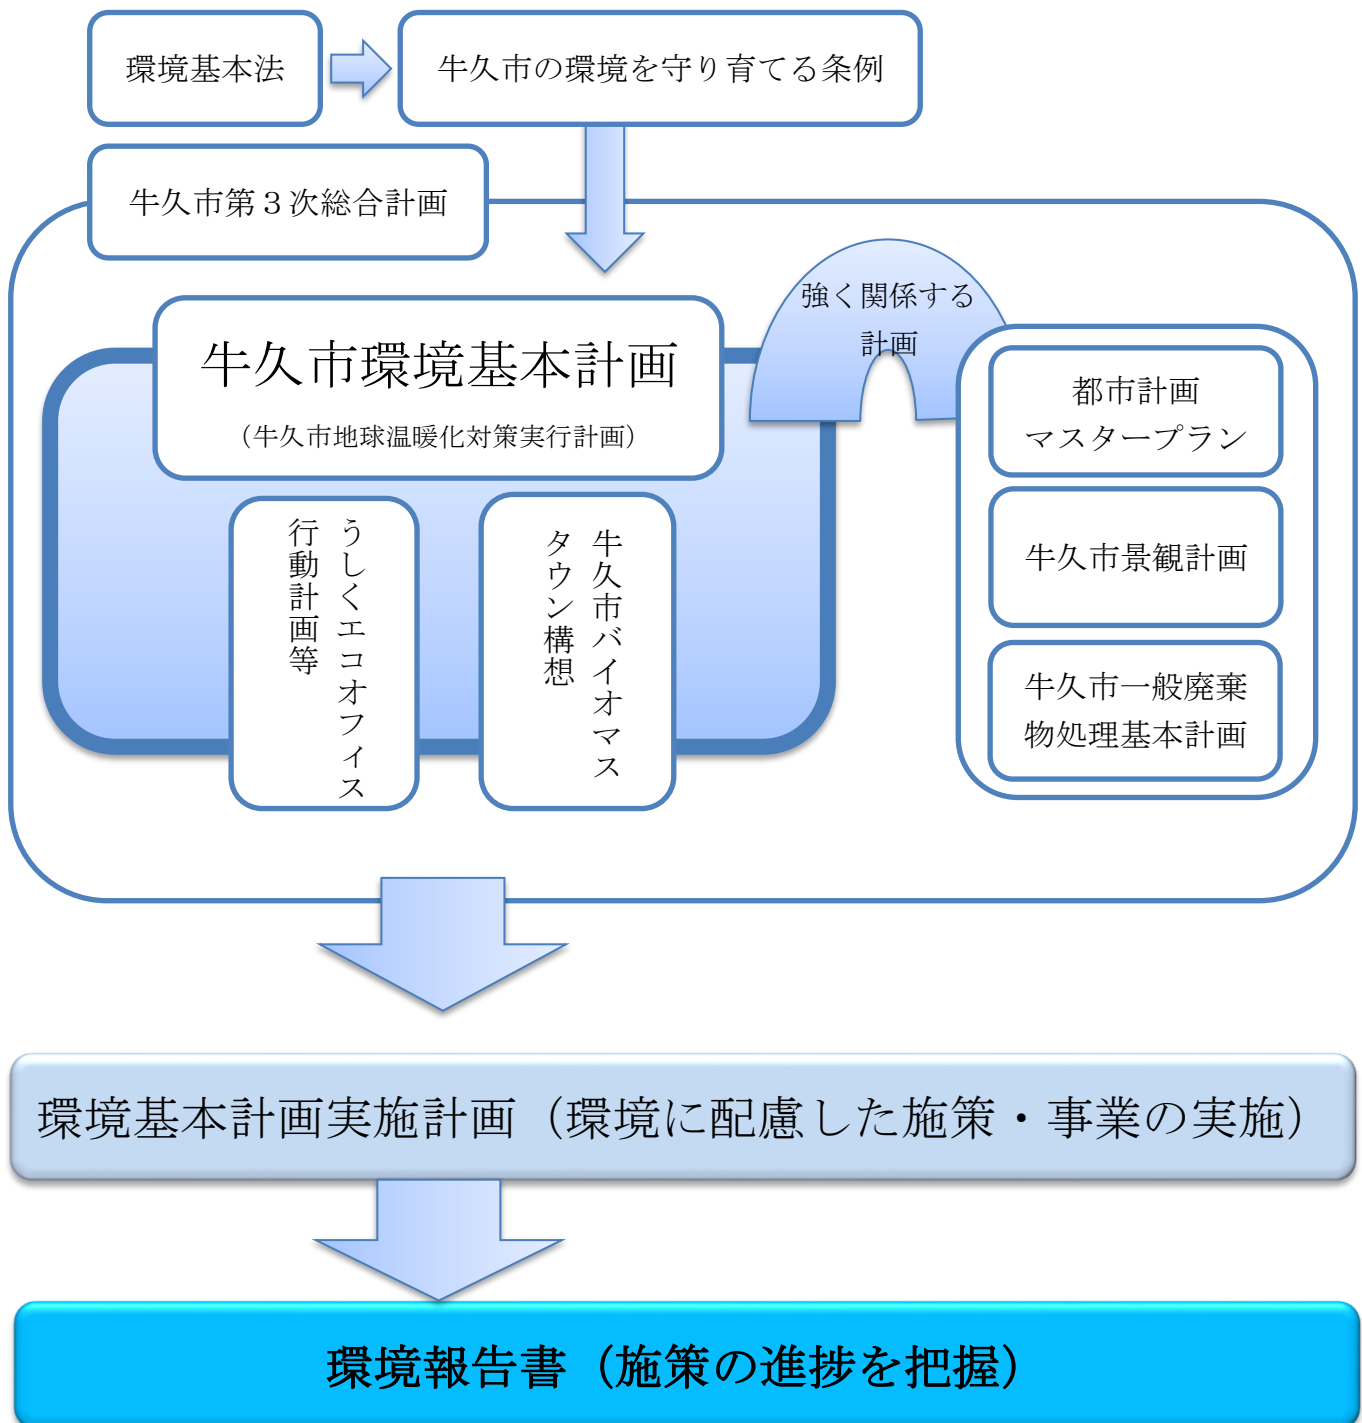 環境基本法
牛久市の環境を守り育てる条例
牛久市第３次総合計画
強く関係する
計画
牛久市環境基本計画
（牛久市地球温暖化対策実行計画）
都市計画
マスタープラン
牛久市景観計画
牛久市一般廃棄
物処理基本計画
うしくエコオフィス
行動計画等
牛久市バイオマス
タウン構想
環境基本計画実施計画（環境に配慮した施策・事業の実施）
環境報告書（施策の進捗を把握）